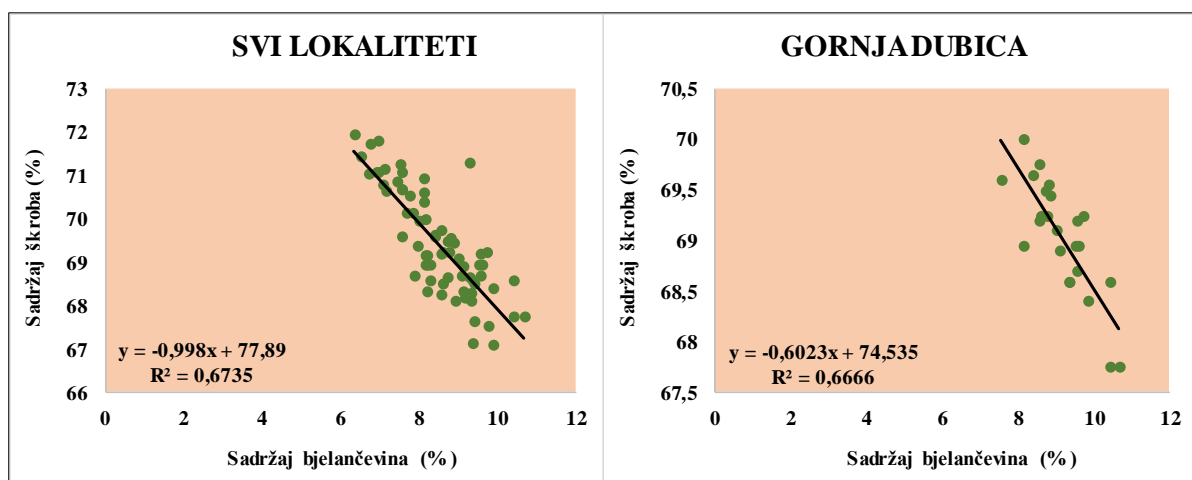 SVI LOKALITETI
Sadržaj škroba (%)
73
72
71
70
69
68
67
66
y = -0,998x + 77,89
R² = 0,6735
0 2 4 6 8 10 12
Sadržaj bjelančevina (%)
GORNJA DUBICA
Sadržaj škroba (%)
70,5
70
69,5
69
68,5
68
67,5
y = -0,6023x + 74,535
R² = 0,6666
0 2 4 6 8 10 12
Sadržaj bjelančevina (%)